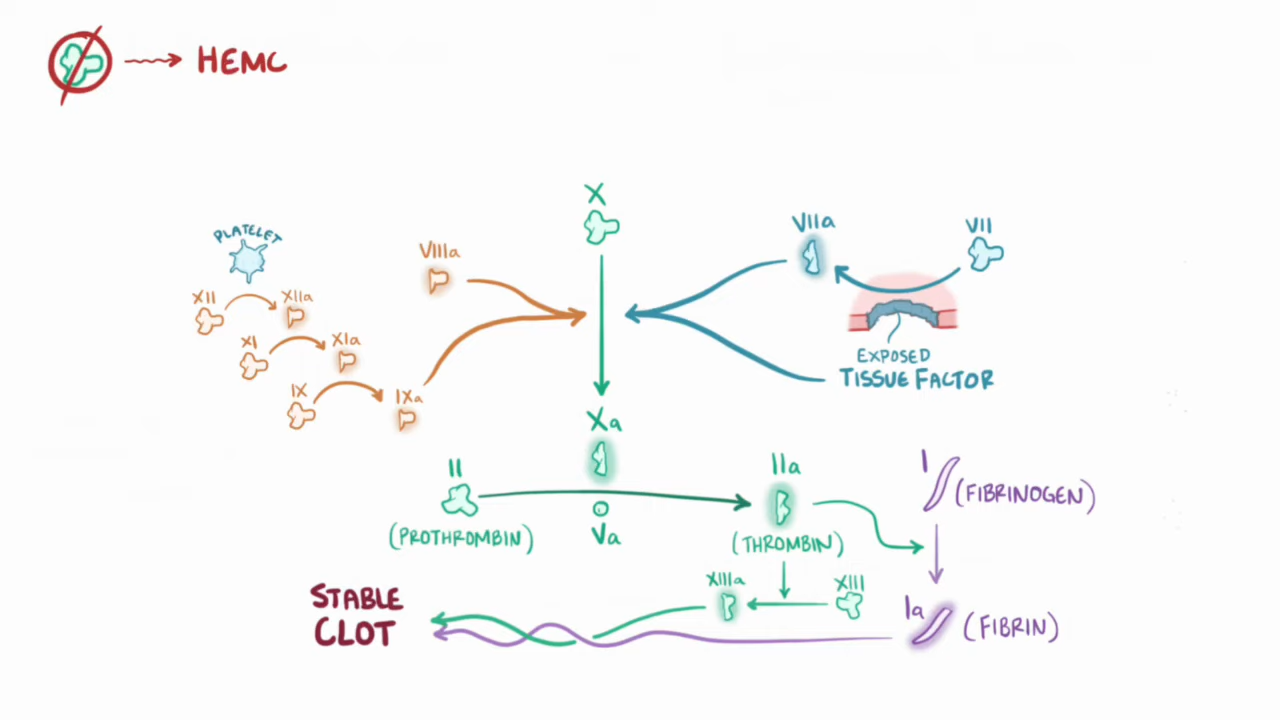 HEMC
X
PLATELET
VIIIa
VIIa
VII
XII
XIIa
XI
XIa
IX
IXa
EXPOSED
TISSUE FACTOR
Xa
II
(PROTHROMBIN)
Va
IIa
(THROMBIN)
I
(FIBRINOGEN)
XIIIa
XIII
Ia
(FIBRIN)
STABLE
CLOT